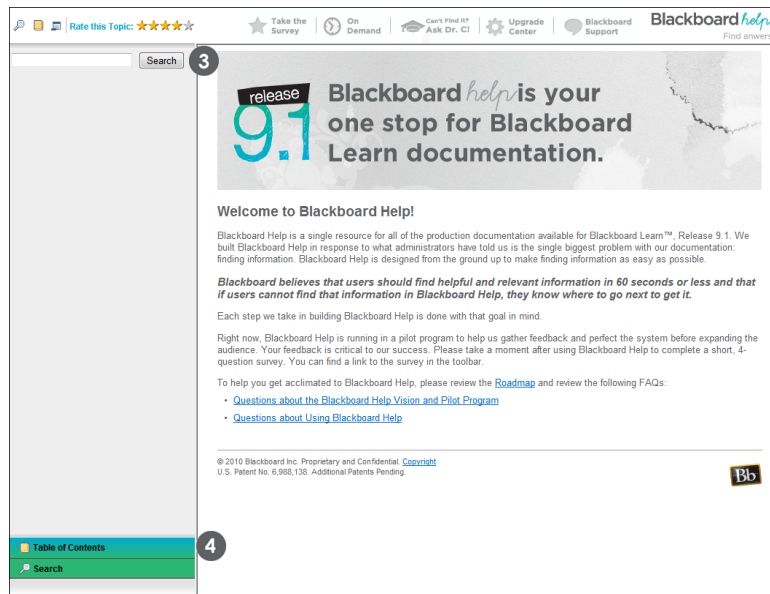 Rate this Topic:
Take the Survey
On Demand
Can't Find It? Ask Dr. C!
Upgrade Center
Blackboard Support
Blackboard help
Find anwers
Search
3
release
9.1
Blackboard help is your
one stop for Blackboard
Learn documentation.
Welcome to Blackboard Help!
Blackboard Help is a single resource for all of the production documentation available for Blackboard Learn™, Release 9.1. We
built Blackboard Help in response to what administrators have told us is the single biggest problem with our documentation:
finding information. Blackboard Help is designed from the ground up to make finding information as easy as possible.
Blackboard believes that users should find helpful and relevant information in 60 seconds or less and that
if users cannot find that information in Blackboard Help, they know where to go next to get it.
Each step we take in building Blackboard Help is done with that goal in mind.
Right now, Blackboard Help is running in a pilot program to help us gather feedback and perfect the system before expanding the
audience. Your feedback is critical to our success. Please take a moment after using Blackboard Help to complete a short, 4-
question survey. You can find a link to the survey in the toolbar.
To help you get acclimated to Blackboard Help, please review the Roadmap and review the following FAQs:
• Questions about the Blackboard Help Vision and Pilot Program
• Questions about Using Blackboard Help
© 2010 Blackboard Inc. Proprietary and Confidential. Copyright
U.S. Patent No. 6,988,138. Additional Patents Pending.
Bb
Table of Contents
4
Search